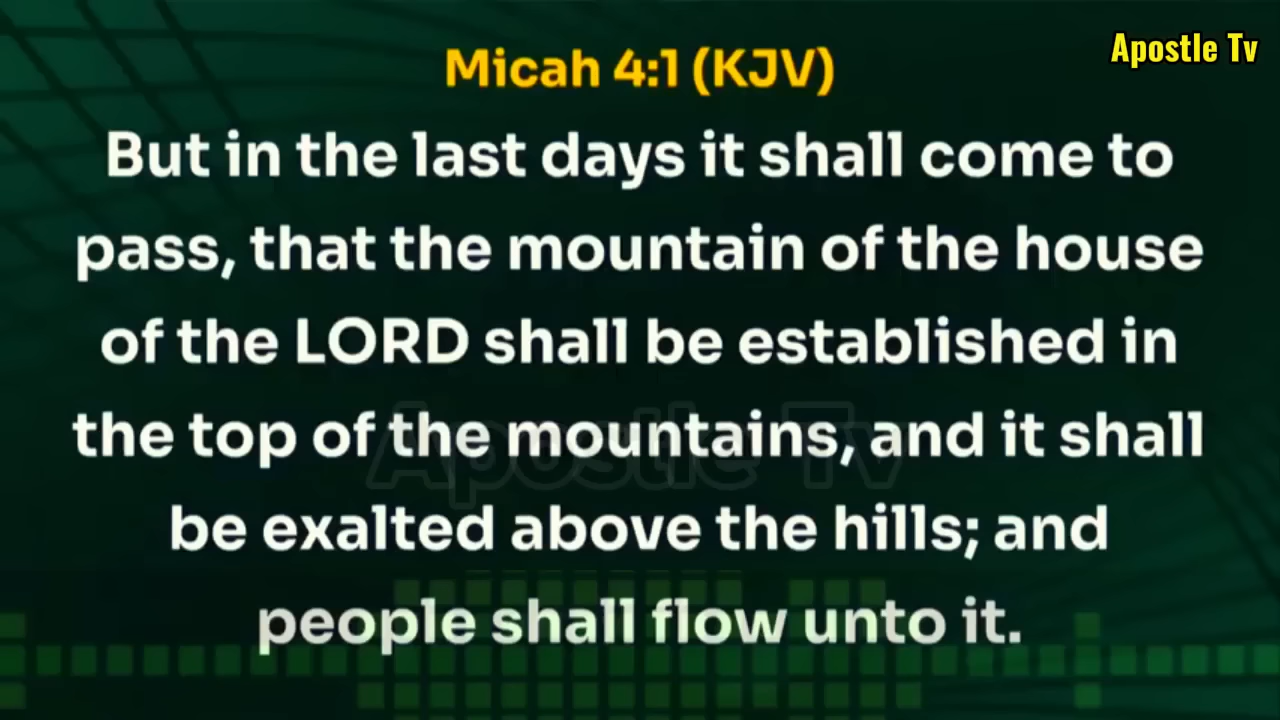 Apostle Tv
Micah 4:1 (KJV)
But in the last days it shall come to
pass, that the mountain of the house
of the LORD shall be established in
the top of the mountains, and it shall
be exalted above the hills; and
people shall flow unto it.
Apostle Tv